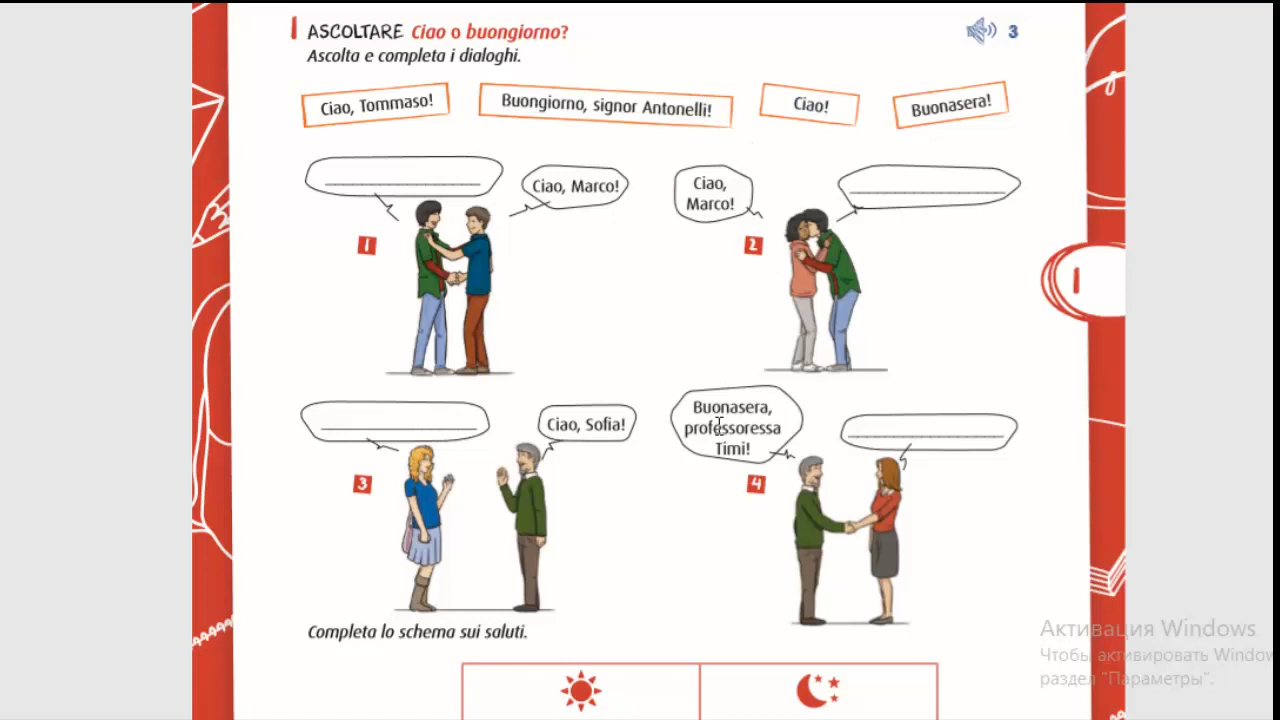 1 ASCOLTARE Ciao o buongiorno?
3
Ascolta e completa i dialoghi.
Ciao, Tommaso!
Buongiorno, signor Antonelli!
Ciao!
Buonasera!
Ciao, Marco!
1
Ciao,
Marco!
2
1
Ciao, Sofia!
3
Buonasera,
professoressa
Timi!
4
Completa lo schema sui saluti.
Активация Windows
Чтобы активировать Window
раздел "Параметры".